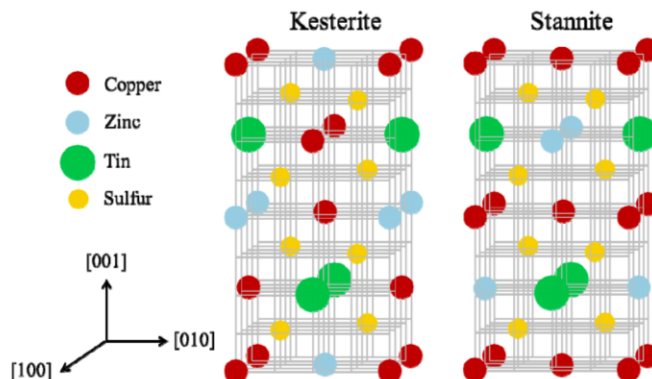 Kesterite
Stannite
Copper
Zinc
Tin
Sulfur
[001]
[010]
[100]